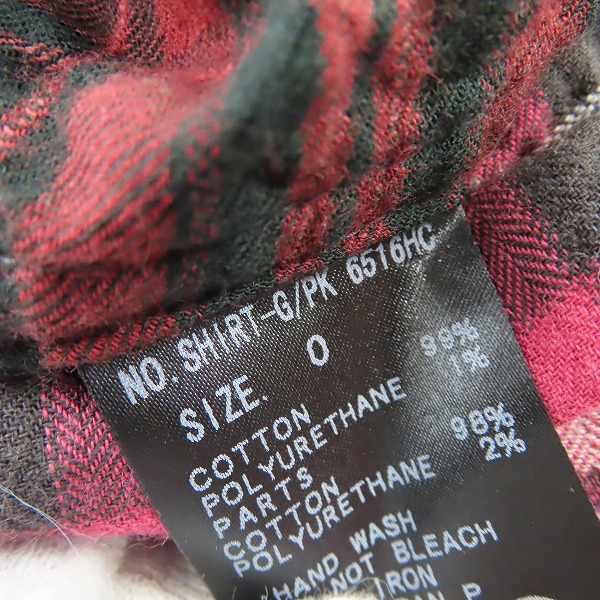 NO. SHIRT-G/PK 6516HC
SIZE. 0
COTTON 99%
POLYURETHANE 1%
PARTS
COTTON 98%
POLYURETHANE 2%
HAND WASH
NOT BLEACH
IRON
P